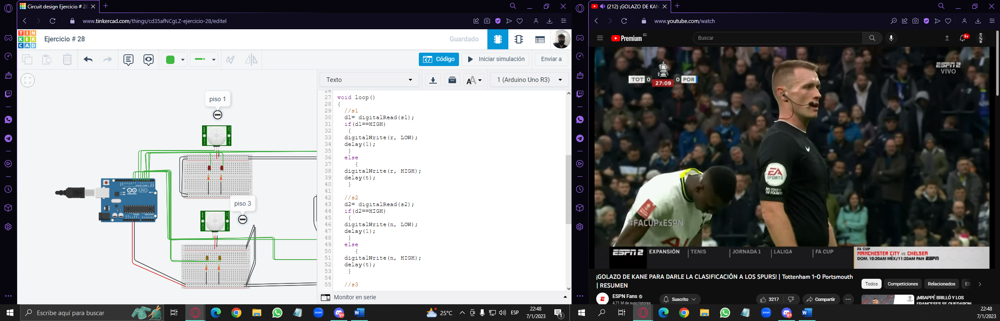 Circuit design Ejercicio # 28
www.tinkercad.com/things/cd35afNCgLZ-ejercicio-28/editel
TIN
KER
CAD
Ejercicio # 28
Guardado
Código
Iniciar simulación
Enviar a
Texto
1 (Arduino Uno R3)
piso 1
piso 3
ARDUINO
UNO
26
27 void loop()
28 {
29 //s1
30 d1= digitalRead(s1);
31 if(d1==HIGH)
32 {
33 digitalWrite(r, LOW);
34 delay(1);
35 }
36 else
37 {
38 digitalWrite(r, HIGH);
39 delay(t);
40 }
41
42 //s2
43 d2= digitalRead(s2);
44 if(d2==HIGH)
45 {
46 digitalWrite(n, LOW);
47 delay(1);
48 }
49 else
50 {
51 digitalWrite(n, HIGH);
52 delay(t);
53 }
54
55 //s3
Monitor en serie
Escribe aquí para buscar
zoom
9+
25°C
ESP
22:48
7/1/2023
1
(212) ¡GOLAZO DE KAN
www.youtube.com/watch
Premium EC
Buscar
9+
TOT 0 0 POR
27:09
ESPN 2
VIVO
EA
SPORTS
No room
for racism
#FACUPxESPN
ESPN 2 EXPANSIÓN TENIS JORNADA 1 LALIGA FA CUP
FA CUP
MANCHESTER CITY VS CHELSEA
DOM. 10:20AM MÉX/11:20AM PAN ESPN
¡GOLAZO DE KANE PARA DARLE LA CLASIFICACIÓN A LOS SPURS! | Tottenham 1-0 Portsmouth
| RESUMEN
ESPN Fans
4.71 M de suscriptores
Suscrito
3217
Compartir
Todos
Competiciones
Relacionados
ES
¡MBAPPÉ BRILLÓ Y LOS
FRANCESES SE QUEDARON
zoom
9+
22:48
7/1/2023